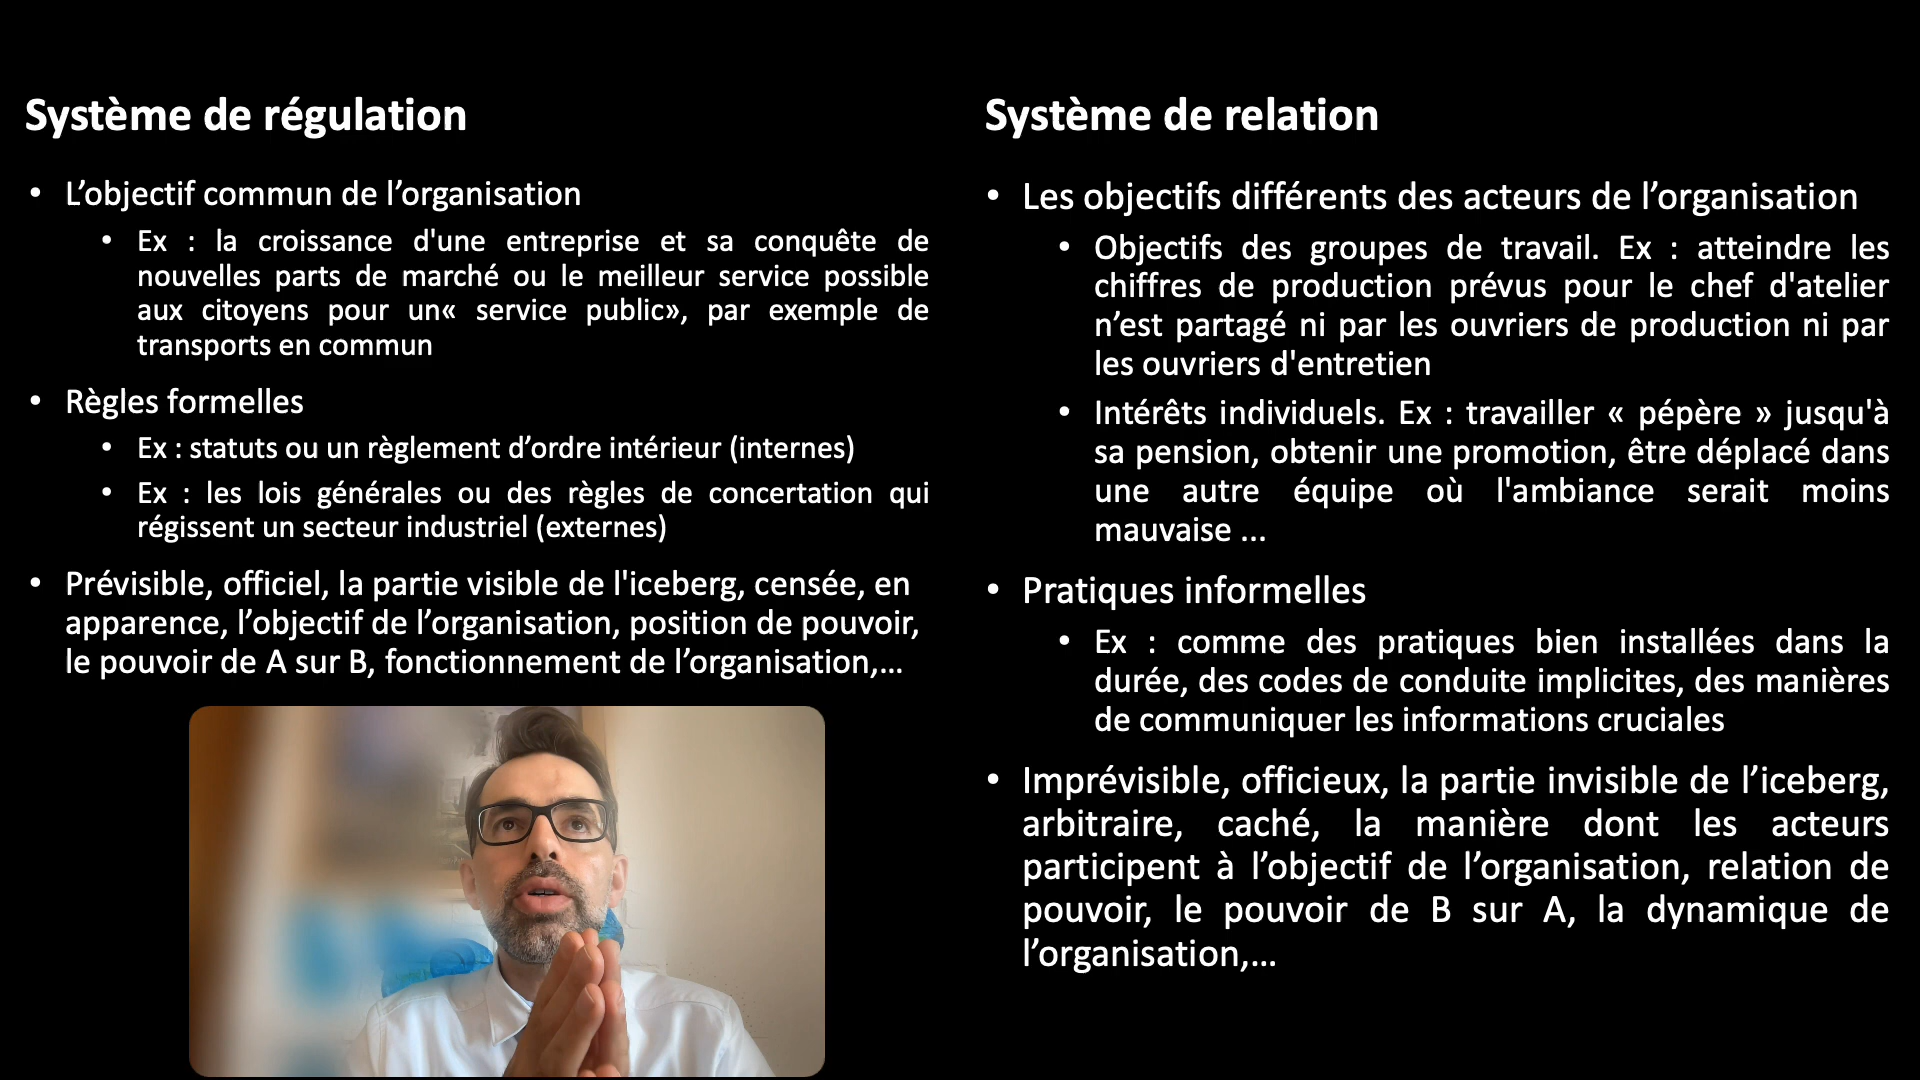 Système de régulation
• L’objectif commun de l’organisation
• Ex : la croissance d'une entreprise et sa conquête de
nouvelles parts de marché ou le meilleur service possible
aux citoyens pour un« service public», par exemple de
transports en commun
• Règles formelles
• Ex : statuts ou un règlement d’ordre intérieur (internes)
• Ex : les lois générales ou des règles de concertation qui
régissent un secteur industriel (externes)
• Prévisible, officiel, la partie visible de l'iceberg, censée, en
apparence, l’objectif de l’organisation, position de pouvoir,
le pouvoir de A sur B, fonctionnement de l’organisation,…
Système de relation
• Les objectifs différents des acteurs de l’organisation
• Objectifs des groupes de travail. Ex : atteindre les
chiffres de production prévus pour le chef d'atelier
n’est partagé ni par les ouvriers de production ni par
les ouvriers d'entretien
• Intérêts individuels. Ex : travailler « pépère » jusqu'à
sa pension, obtenir une promotion, être déplacé dans
une autre équipe où l'ambiance serait moins
mauvaise ...
• Pratiques informelles
• Ex : comme des pratiques bien installées dans la
durée, des codes de conduite implicites, des manières
de communiquer les informations cruciales
• Imprévisible, officieux, la partie invisible de l’iceberg,
arbitraire, caché, la manière dont les acteurs
participent à l’objectif de l’organisation, relation de
pouvoir, le pouvoir de B sur A, la dynamique de
l’organisation,…